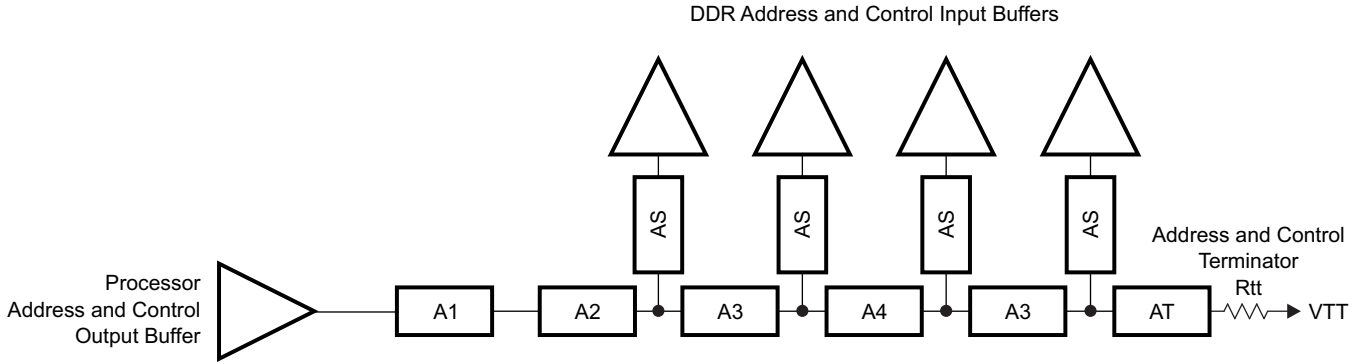 DDR Address and Control Input Buffers
AS
AS
AS
AS
Address and Control
Terminator
Rtt
Processor
Address and Control
Output Buffer
A1
A2
A3
A4
A3
AT
VTT